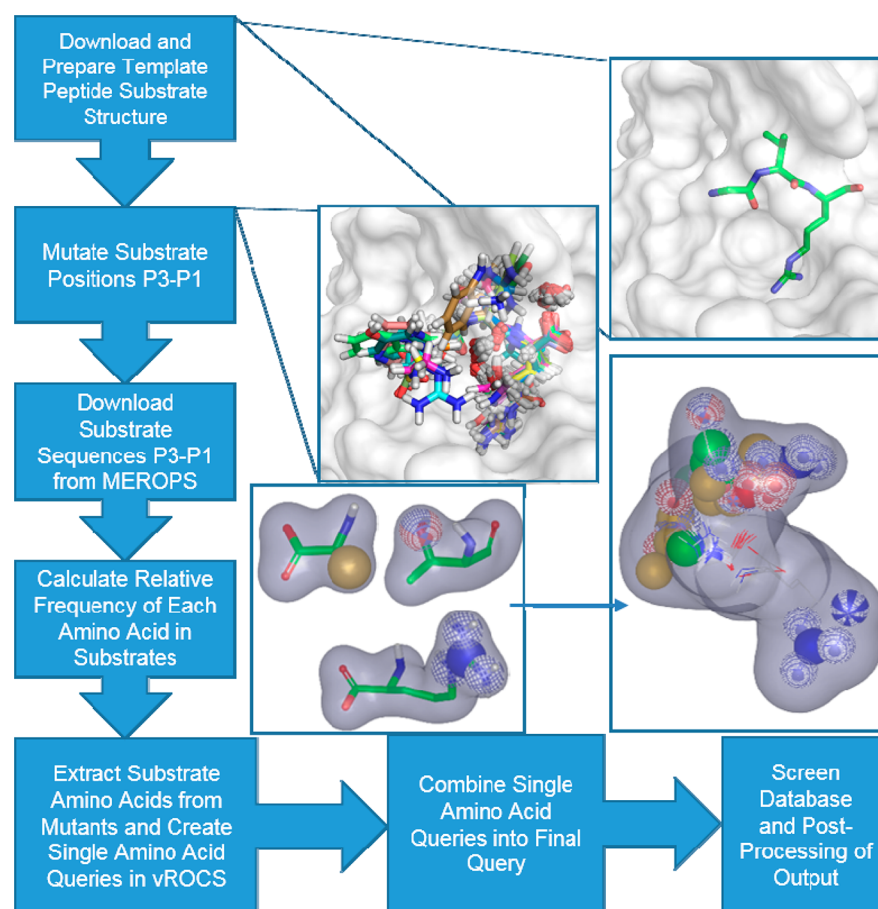 Download and
Prepare Template
Peptide Substrate
Structure
Mutate Substrate
Positions P3-P1
Download
Substrate
Sequences P3-P1
from MEROPS
Calculate Relative
Frequency of Each
Amino Acid in
Substrates
Extract Substrate
Amino Acids from
Mutants and Create
Single Amino Acid
Queries in vROCS
Combine Single
Amino Acid
Queries into Final
Query
Screen
Database
and Post-
Processing of
Output